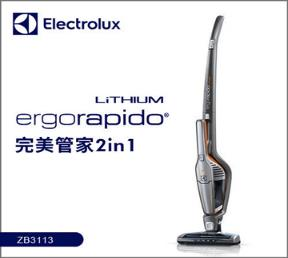 Electrolux
LiTHIUM
ergorapido®
完美管家2in1
ZB3113